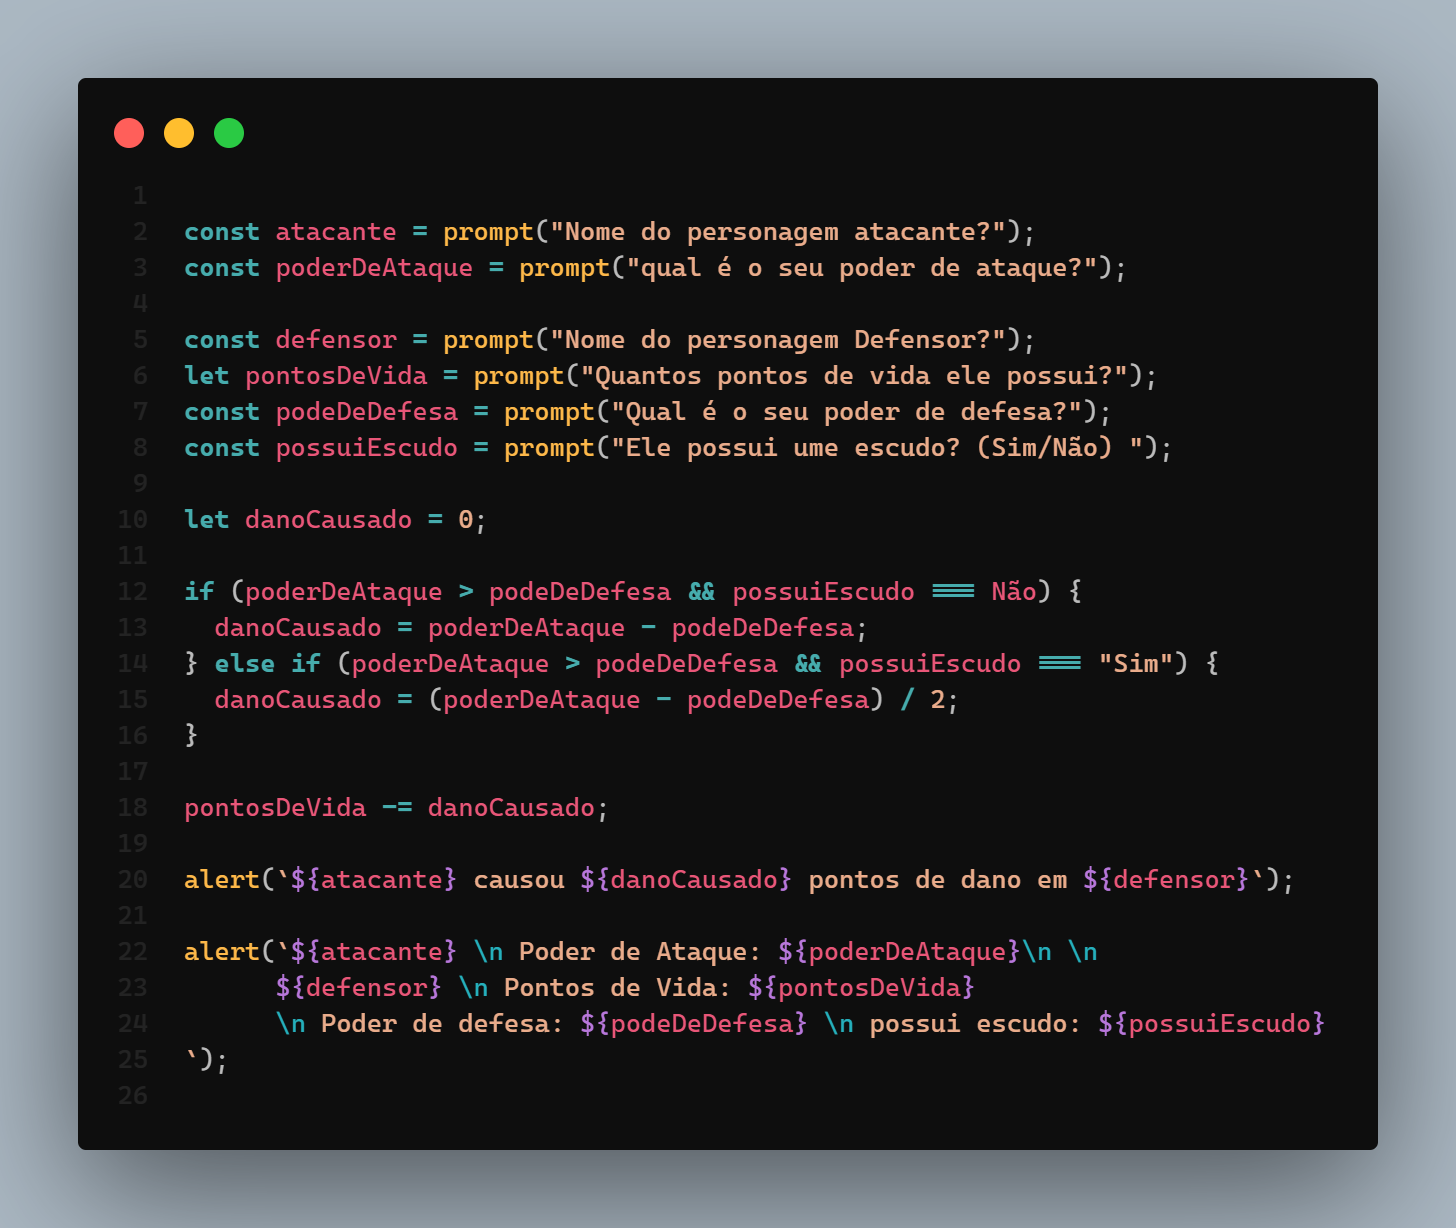 1
2 const atacante = prompt("Nome do personagem atacante?");
3 const poderDeAtaque = prompt("qual é o seu poder de ataque?");
4
5 const defensor = prompt("Nome do personagem Defensor?");
6 let pontosDeVida = prompt("Quantos pontos de vida ele possui?");
7 const podeDeDefesa = prompt("Qual é o seu poder de defesa?");
8 const possuiEscudo = prompt("Ele possui ume escudo? (Sim/Não) ");
9
10 let danoCausado = 0;
11
12 if (poderDeAtaque > podeDeDefesa && possuiEscudo === Não) {
13   danoCausado = poderDeAtaque - podeDeDefesa;
14 } else if (poderDeAtaque > podeDeDefesa && possuiEscudo === "Sim") {
15   danoCausado = (poderDeAtaque - podeDeDefesa) / 2;
16 }
17
18 pontosDeVida -= danoCausado;
19
20 alert(`${atacante} causou ${danoCausado} pontos de dano em ${defensor}`);
21
22 alert(`${atacante} \n Poder de Ataque: ${poderDeAtaque}\n \n
23       ${defensor} \n Pontos de Vida: ${pontosDeVida}
24       \n Poder de defesa: ${podeDeDefesa} \n possui escudo: ${possuiEscudo}
25 `);
26